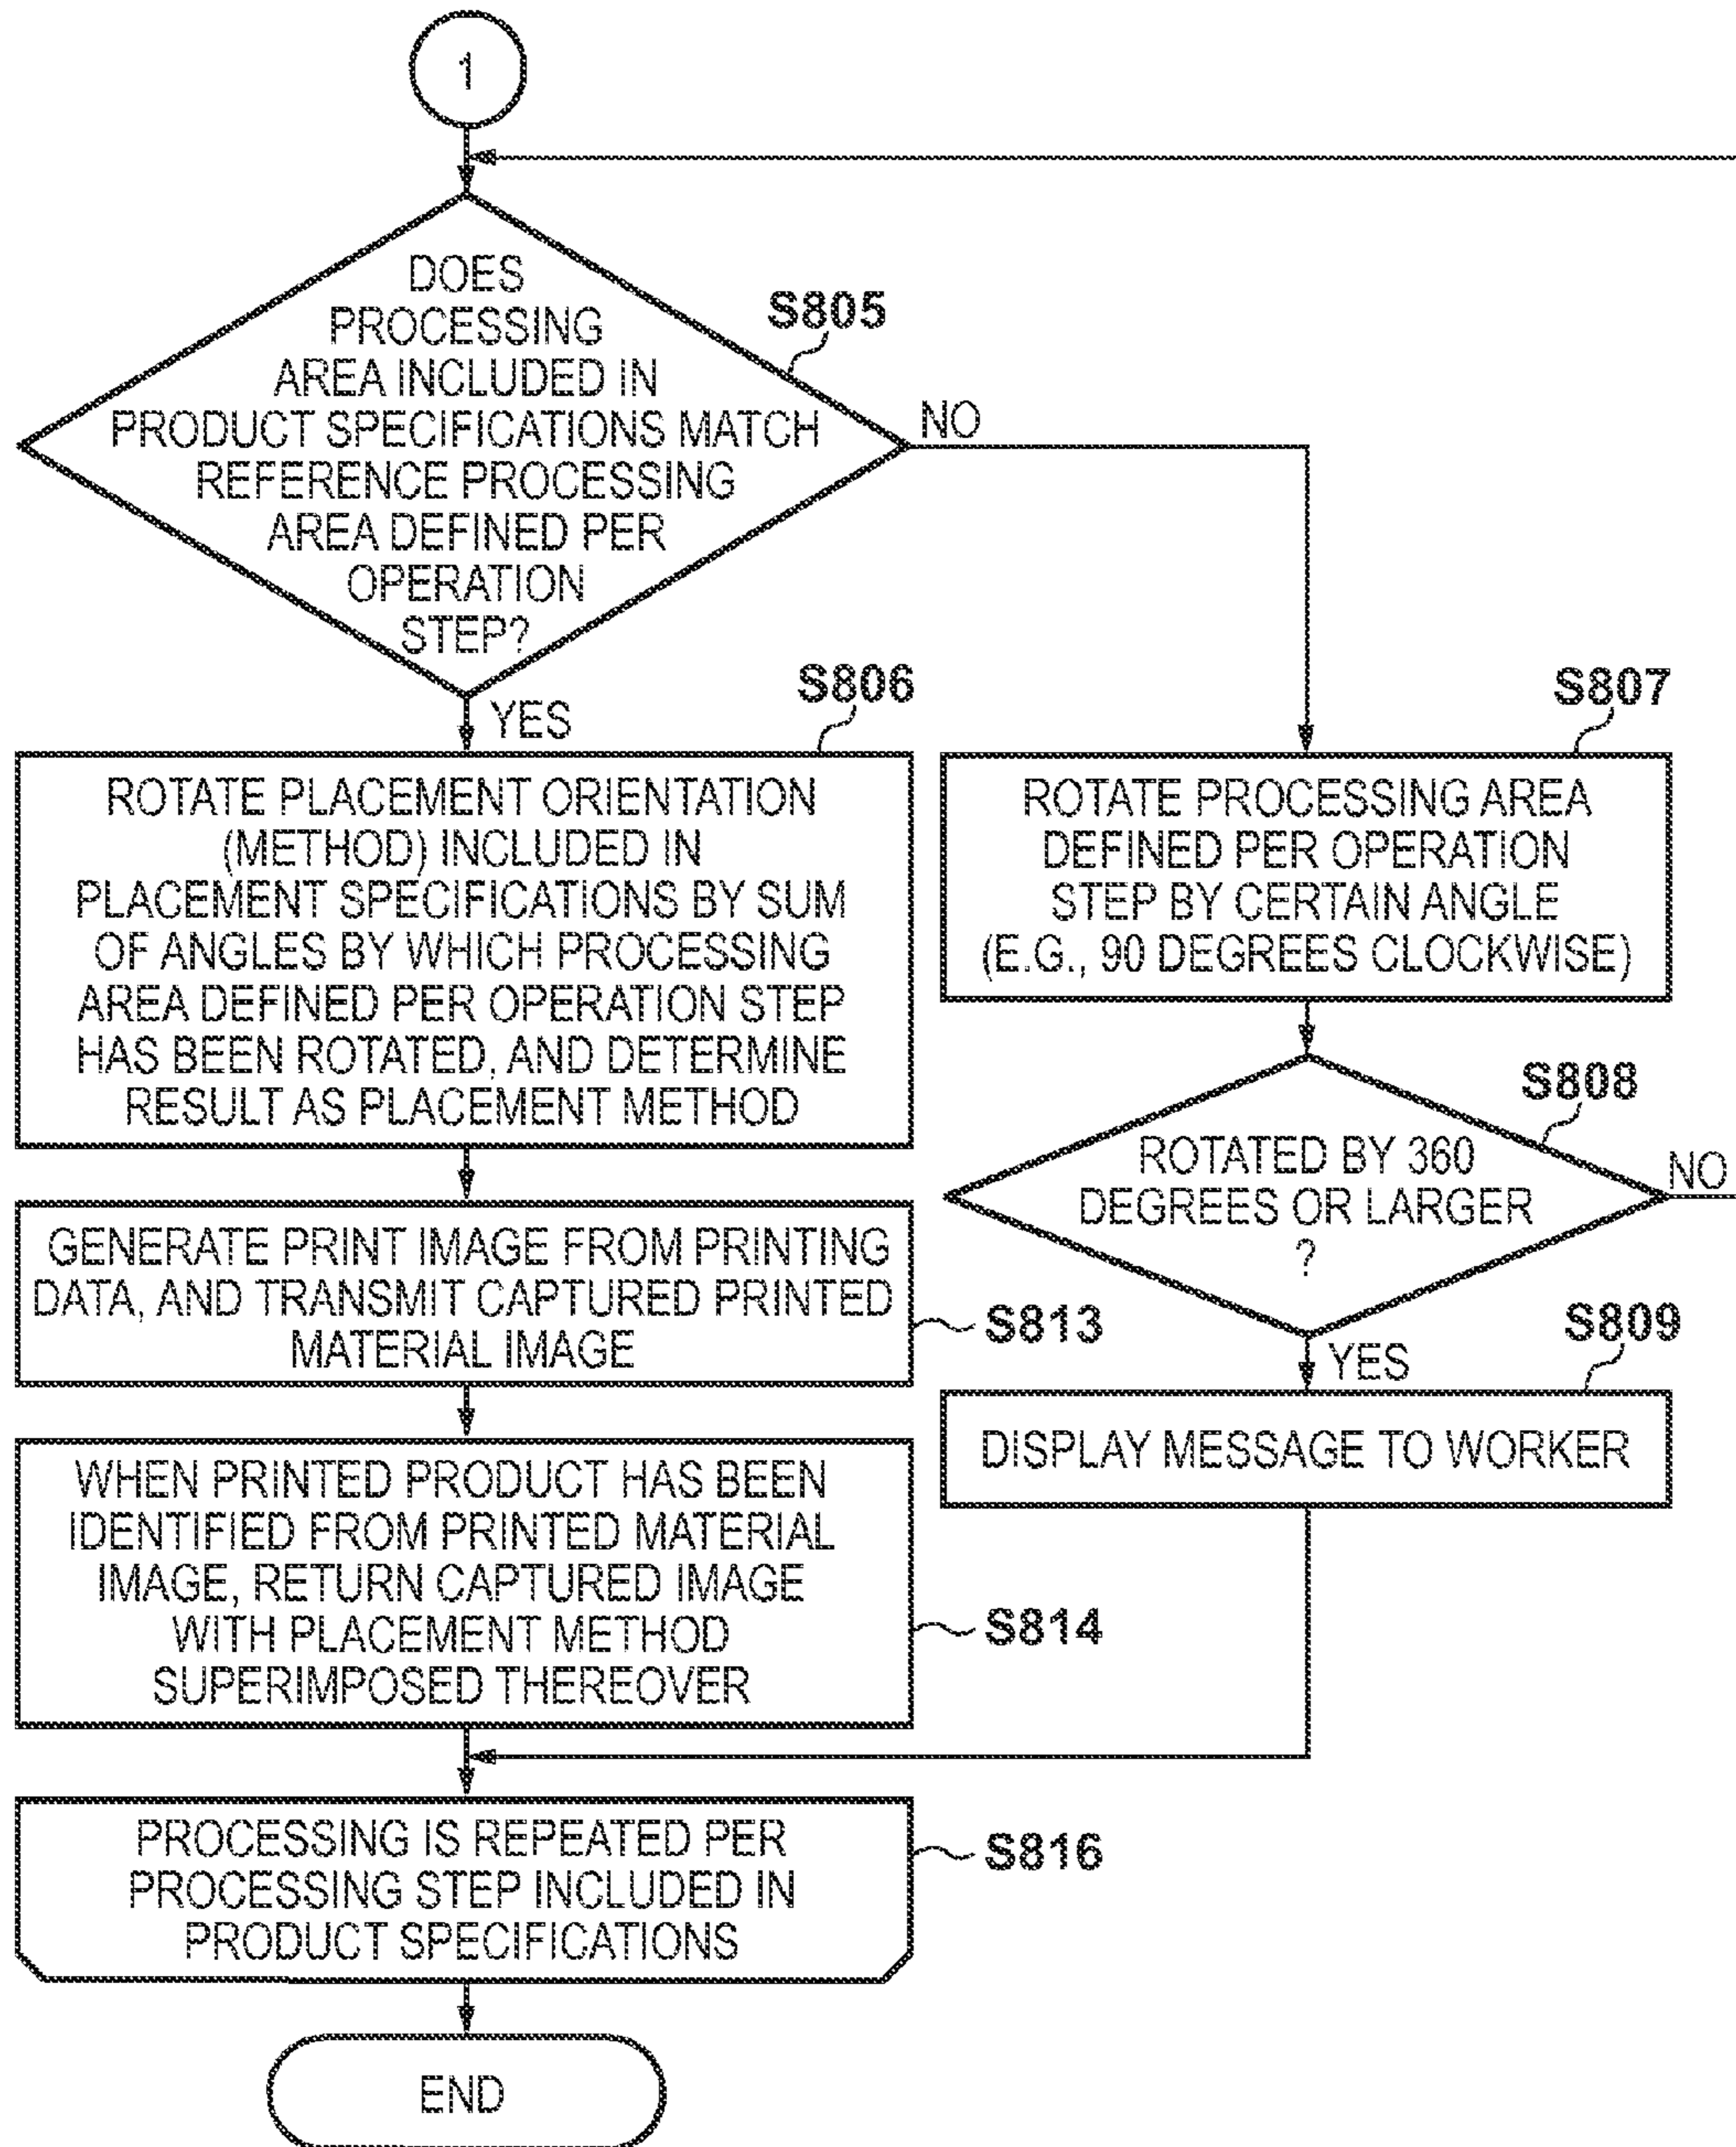 1
DOES
PROCESSING
AREA INCLUDED IN
PRODUCT SPECIFICATIONS MATCH
REFERENCE PROCESSING
AREA DEFINED PER
OPERATION
STEP?
S805
NO
YES
S806
ROTATE PLACEMENT ORIENTATION
(METHOD) INCLUDED IN
PLACEMENT SPECIFICATIONS BY SUM
OF ANGLES BY WHICH PROCESSING
AREA DEFINED PER OPERATION STEP
HAS BEEN ROTATED, AND DETERMINE
RESULT AS PLACEMENT METHOD
S807
ROTATE PROCESSING AREA
DEFINED PER OPERATION
STEP BY CERTAIN ANGLE
(E.G., 90 DEGREES CLOCKWISE)
S808
ROTATED BY 360
DEGREES OR LARGER
?
NO
YES
S809
DISPLAY MESSAGE TO WORKER
GENERATE PRINT IMAGE FROM PRINTING
DATA, AND TRANSMIT CAPTURED PRINTED
MATERIAL IMAGE
S813
WHEN PRINTED PRODUCT HAS BEEN
IDENTIFIED FROM PRINTED MATERIAL
IMAGE, RETURN CAPTURED IMAGE
WITH PLACEMENT METHOD
SUPERIMPOSED THEREOVER
S814
PROCESSING IS REPEATED PER
PROCESSING STEP INCLUDED IN
PRODUCT SPECIFICATIONS
S816
END